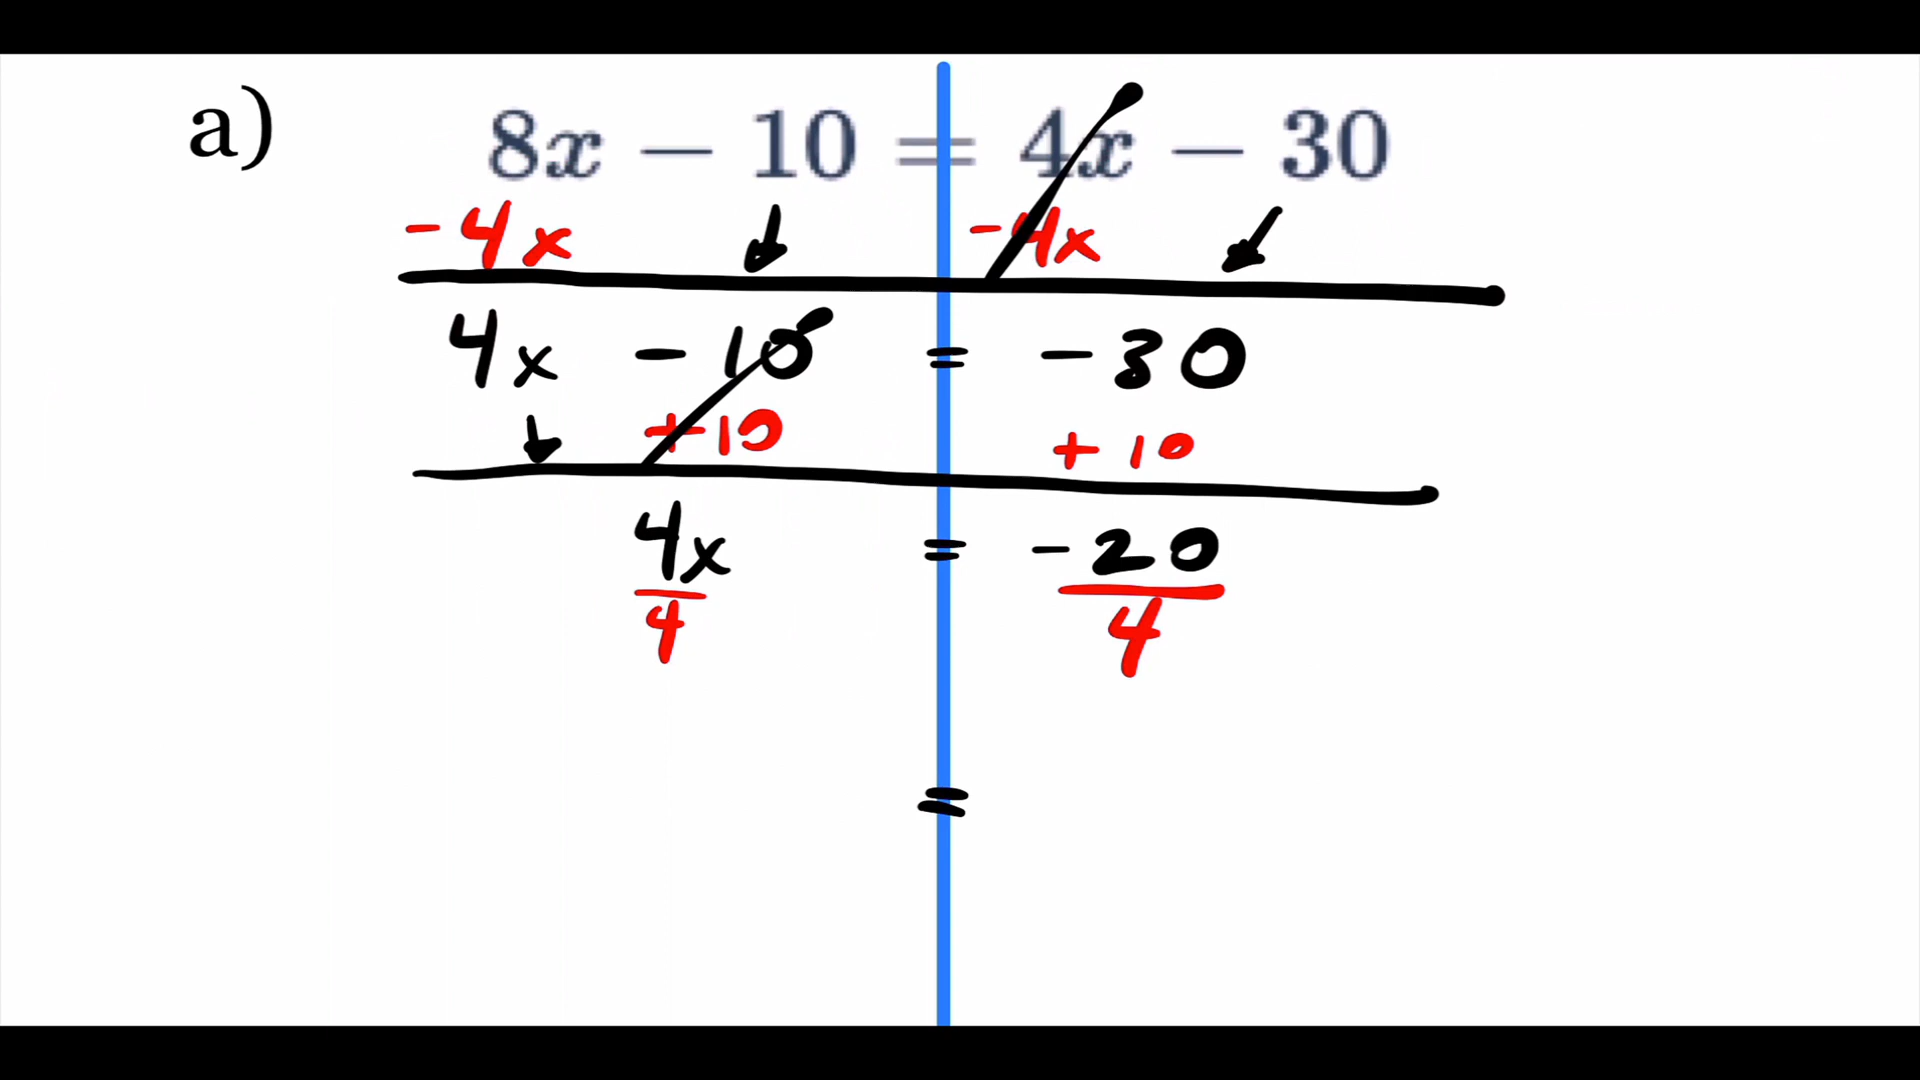 a) 8x − 10 = 4x − 30
-4x -4x
4x - 10 = -30
+10 + 10
4x = -20
4 4
=